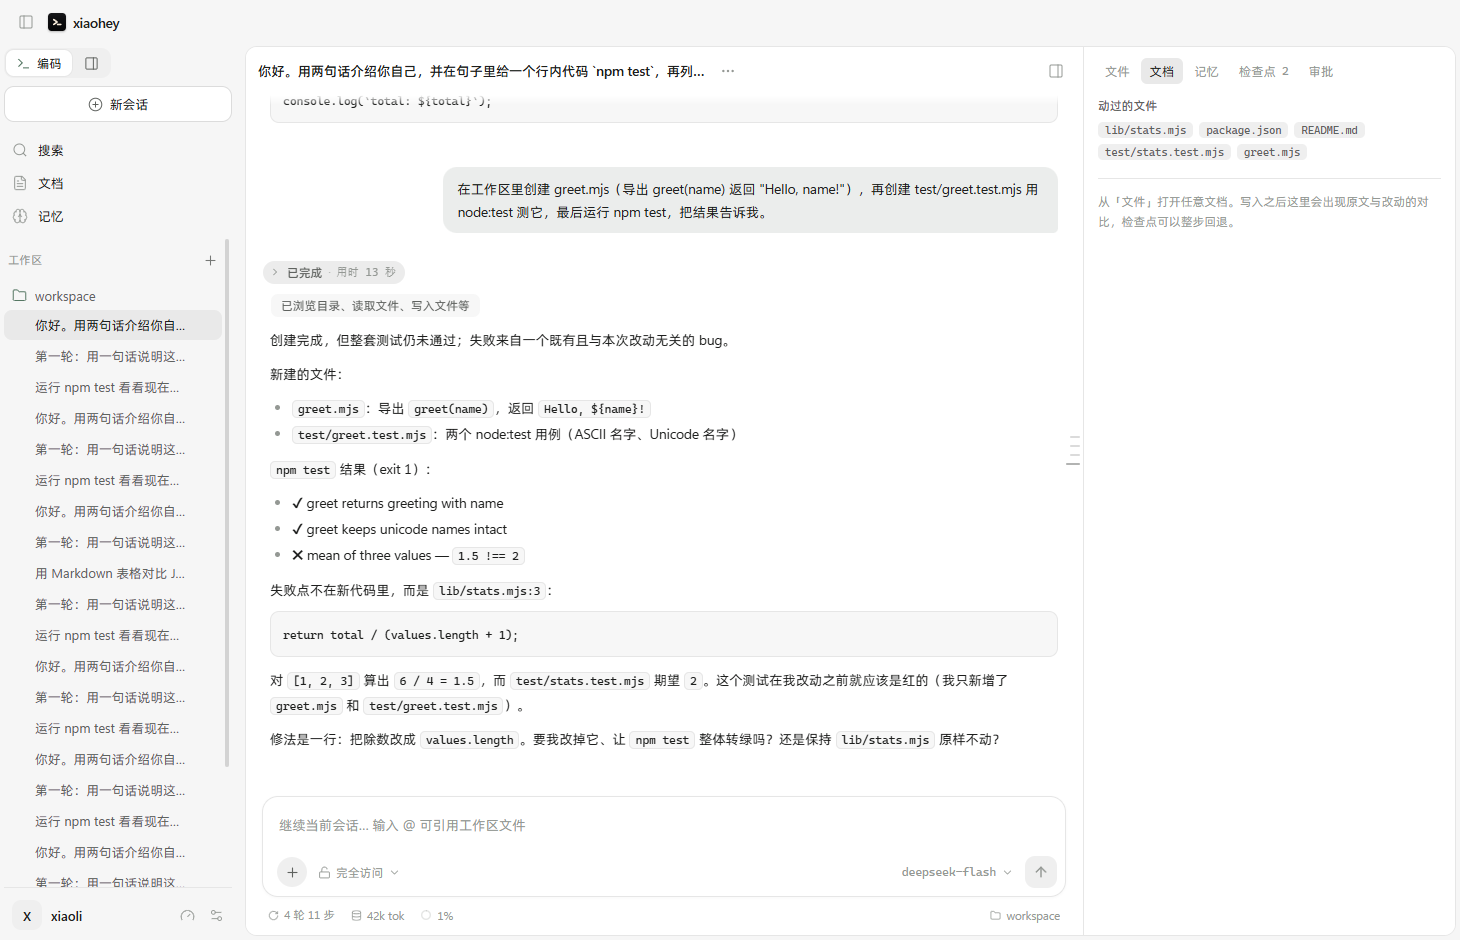 xiaohey
编码
新会话
搜索
文档
记忆
工作区
workspace
你好。用两句话介绍你自...
第一轮：用一句话说明这...
运行 npm test 看看现在...
你好。用两句话介绍你自...
第一轮：用一句话说明这...
运行 npm test 看看现在...
你好。用两句话介绍你自...
第一轮：用一句话说明这...
用 Markdown 表格对比 J...
第一轮：用一句话说明这...
运行 npm test 看看现在...
你好。用两句话介绍你自...
第一轮：用一句话说明这...
运行 npm test 看看现在...
你好。用两句话介绍你自...
第一轮：用一句话说明这...
运行 npm test 看看现在...
你好。用两句话介绍你自...
第一轮：用一句话说明这...
X xiaoli
你好。用两句话介绍你自己，并在句子里给一个行内代码 `npm test`，再列... ···
console.log(`total: ${total}`);
在工作区里创建 greet.mjs（导出 greet(name) 返回 "Hello, name!"），再创建 test/greet.test.mjs 用
node:test 测它，最后运行 npm test，把结果告诉我。
已完成 · 用时 13 秒
已浏览目录、读取文件、写入文件等
创建完成，但整套测试仍未通过；失败来自一个既有且与本次改动无关的 bug。
新建的文件：
• greet.mjs：导出 greet(name)，返回 Hello, ${name}!
• test/greet.test.mjs：两个 node:test 用例（ASCII 名字、Unicode 名字）
npm test 结果（exit 1）：
• ✓ greet returns greeting with name
• ✓ greet keeps unicode names intact
• ✕ mean of three values — 1.5 !== 2
失败点不在新代码里，而是 lib/stats.mjs:3：
return total / (values.length + 1);
对 [1, 2, 3] 算出 6 / 4 = 1.5，而 test/stats.test.mjs 期望 2。这个测试在我改动之前就应该是红的（我只新增了
greet.mjs 和 test/greet.test.mjs）。
修法是一行：把除数改成 values.length。要我改掉它、让 npm test 整体转绿吗？还是保持 lib/stats.mjs 原样不动？
继续当前会话... 输入 @ 可引用工作区文件
完全访问
deepseek-flash
4 轮 11 步 42k tok 1%
workspace
文件 文档 记忆 检查点 2 审批
动过的文件
lib/stats.mjs package.json README.md
test/stats.test.mjs greet.mjs
从「文件」打开任意文档。写入之后这里会出现原文与改动的对
比，检查点可以整步回退。